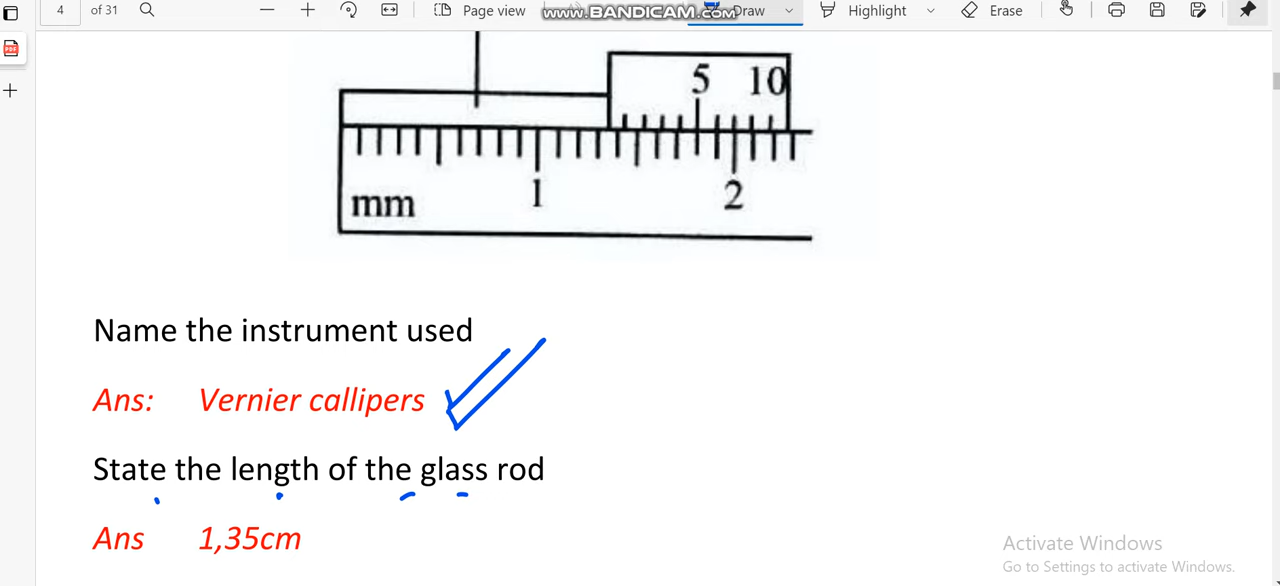 4 of 31 Page view www.BANDICAM.com Draw Highlight Erase
5 10
1 2
mm
Name the instrument used
Ans: Vernier callipers
State the length of the glass rod
Ans 1,35cm
Activate Windows
Go to Settings to activate Windows.